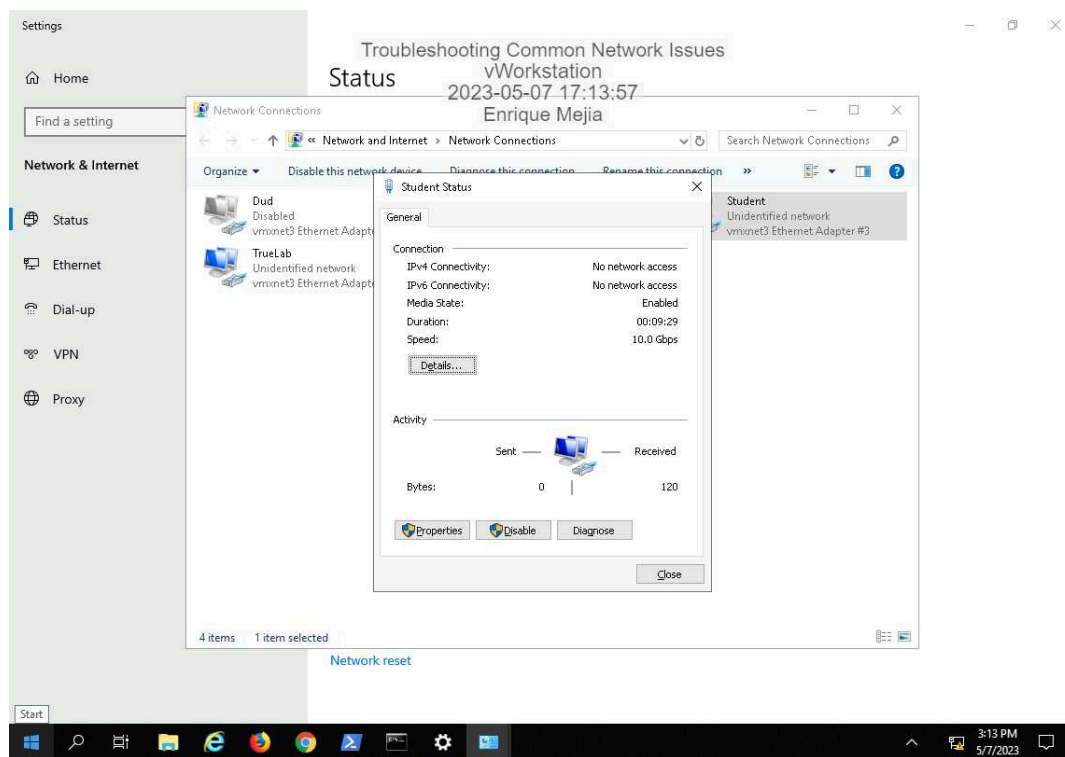 Settings
Troubleshooting Common Network Issues
vWorkstation
2023-05-07 17:13:57
Enrique Mejia
Home
Status
Find a setting
Network & Internet
Status
Ethernet
Dial-up
VPN
Proxy
Network Connections
« Network and Internet › Network Connections
Search Network Connections
Organize
Disable this network device
Diagnose this connection
Rename this connection
»
Dud
Disabled
vmxnet3 Ethernet Adapt
TrueLab
Unidentified network
vmxnet3 Ethernet Adapt
Student
Unidentified network
vmxnet3 Ethernet Adapter #3
Student Status
General
Connection
IPv4 Connectivity: No network access
IPv6 Connectivity: No network access
Media State: Enabled
Duration: 00:09:29
Speed: 10.0 Gbps
Details...
Activity
Sent — — Received
Bytes: 0 120
Properties Disable Diagnose
Close
4 items 1 item selected
Network reset
Start
3:13 PM
5/7/2023